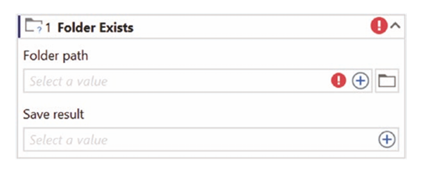 1 Folder Exists
Folder path
Select a value
Save result
Select a value